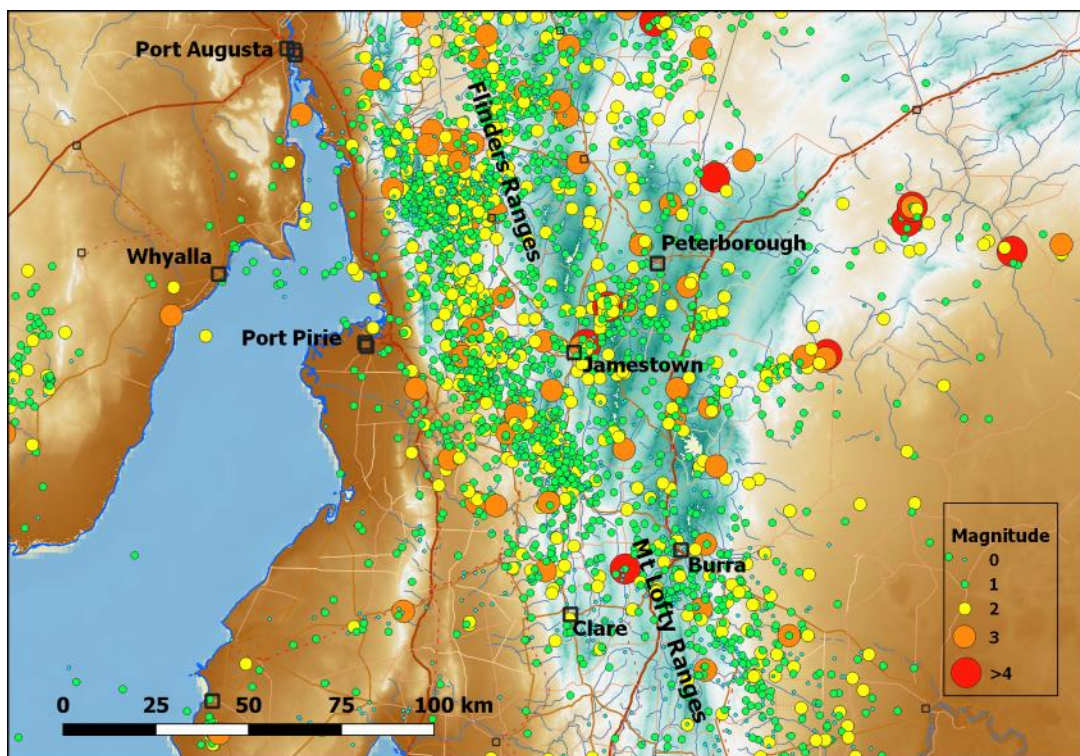 Port Augusta
Flinders Ranges
Peterborough
Whyalla
Port Pirie
Jamestown
Magnitude
0
1
2
3
>4
Mt Lofty Ranges
Burra
Clare
0 25 50 75 100 km